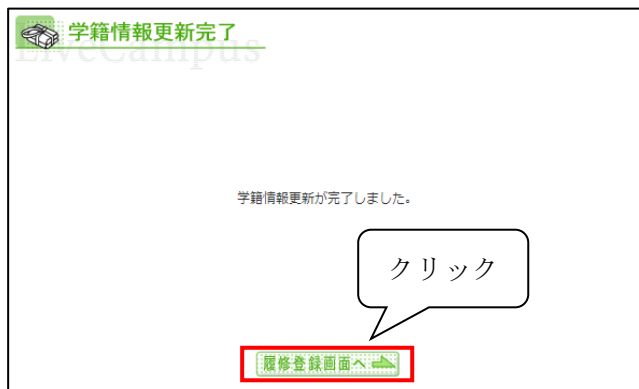 学籍情報更新完了
LiveCampus
学籍情報更新が完了しました。
クリック
履修登録画面へ